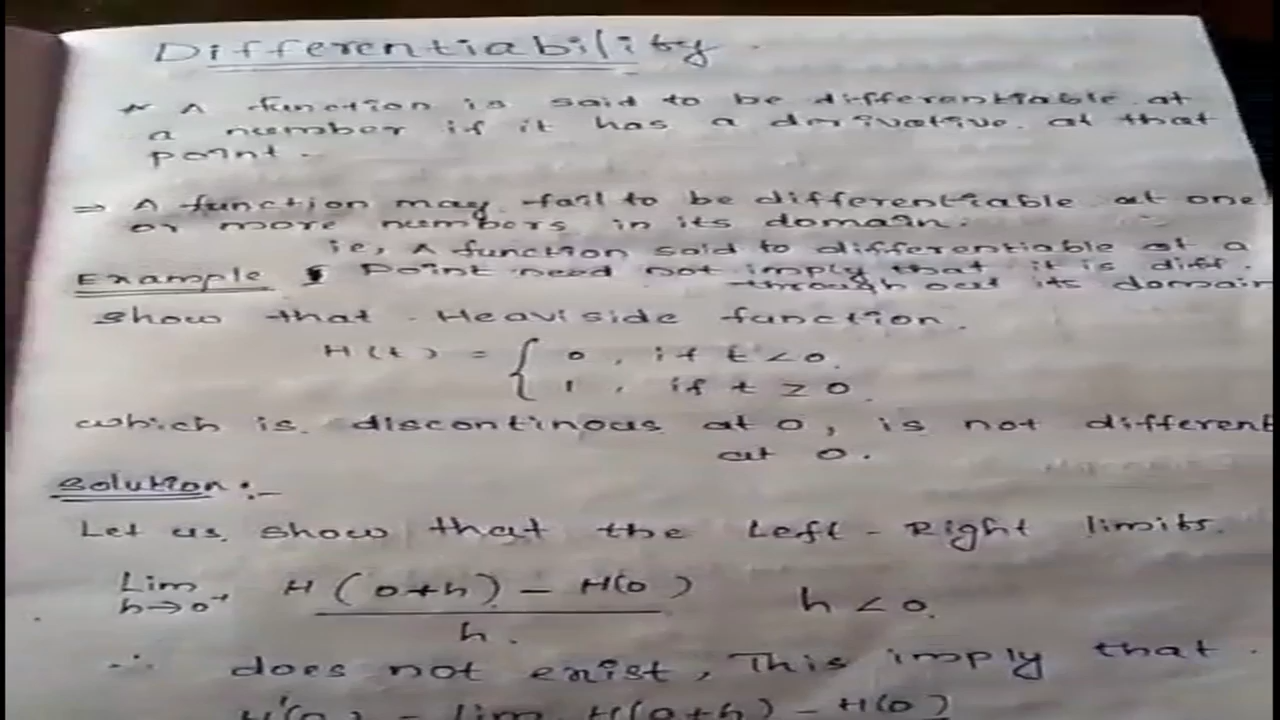 Differentiability
* A function is said to be differentiable at
a number if it has a derivative at that
point.
→ A function may fail to be differentiable at one
or more numbers in its domain.
ie, A function said to differentiable at a
Example Point need not imply that it is diff.
through out its domain
show that Heaviside function.
H(t) = { 0, if t < 0.
1, if t ≥ 0.
which is discontinous at 0, is not different
at 0.
Solution :-
Let us show that the Left - Right limits.
Lim h→0⁺ H(0+h) - H(0) / h. h < 0.
∴ does not exist, This imply that
H'(0) = lim H(0+h) - H(0)